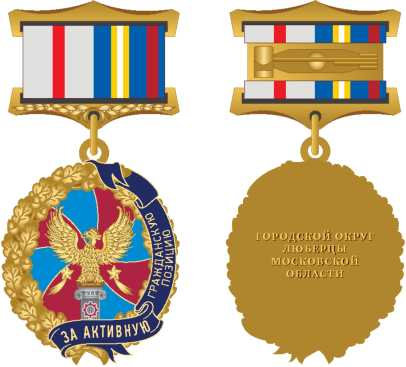 ЗА АКТИВНУЮ
ГРАЖДАНСКУЮ
ПОЗИЦИЮ
ГОРОДСКОЙ ОКРУГ
ЛЮБЕРЦЫ
МОСКОВСКОЙ
ОБЛАСТИ